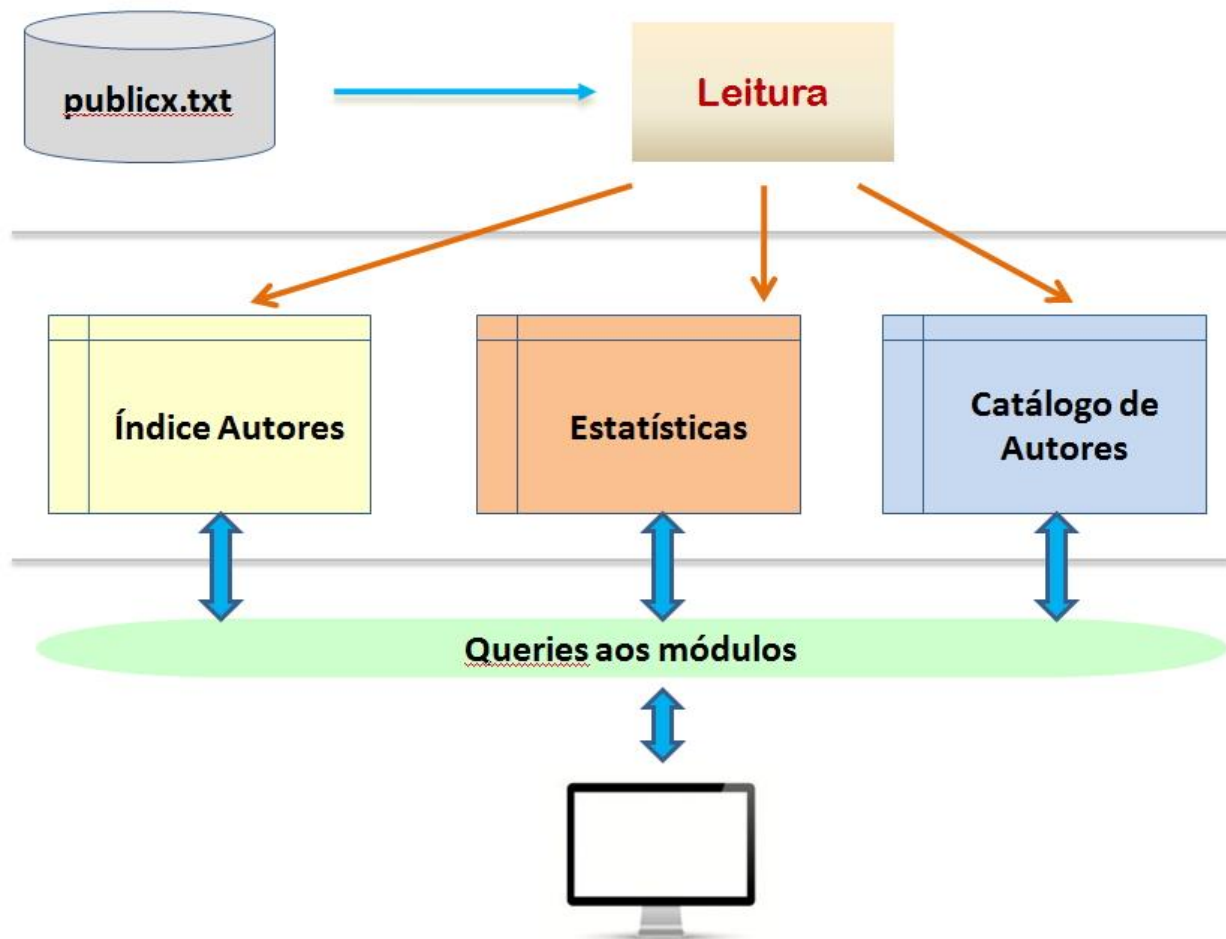 publicx.txt
Leitura
Índice Autores
Estatísticas
Catálogo de
Autores
Queries aos módulos